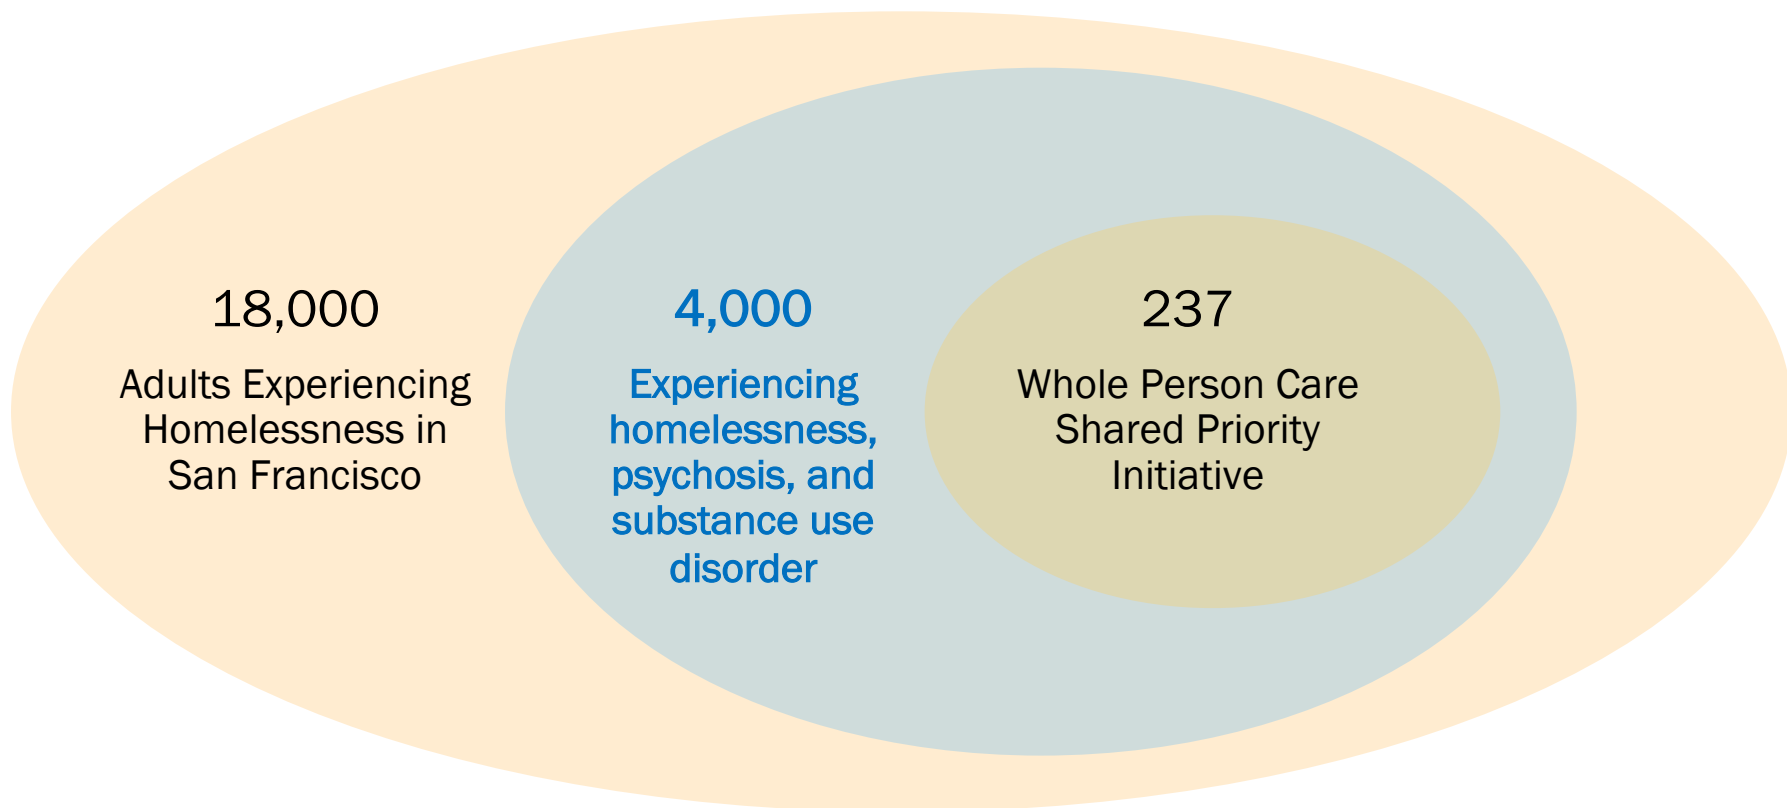 18,000
Adults Experiencing
Homelessness in
San Francisco
4,000
Experiencing
homelessness,
psychosis, and
substance use
disorder
237
Whole Person Care
Shared Priority
Initiative